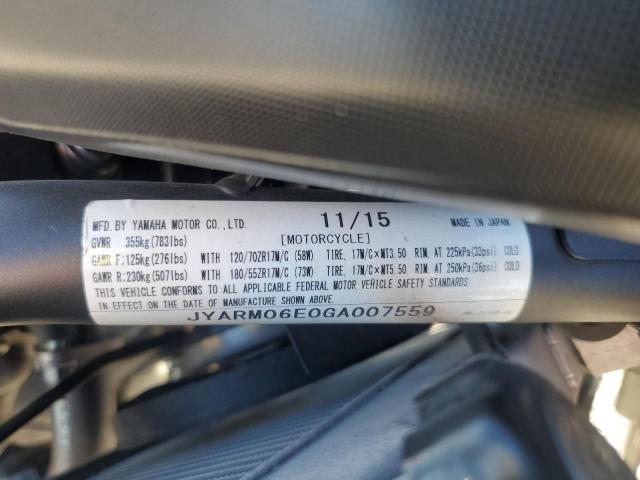 MFD. BY YAMAHA MOTOR CO.,LTD. 11/15 MADE IN JAPAN
GVWR 355kg(783lbs) [MOTORCYCLE]
GAWR F:125kg(276lbs) WITH 120/70ZR17M/C (58W) TIRE, 17M/C×MT3.50 RIM, AT 225kPa(33psi) COLD
GAWR R:230kg(507lbs) WITH 180/55ZR17M/C (73W) TIRE, 17M/C×MT5.50 RIM, AT 250kPa(36psi) COLD
THIS VEHICLE CONFORMS TO ALL APPLICABLE FEDERAL MOTOR VEHICLE SAFETY STANDARDS
IN EFFECT ON THE DATE OF MANUFACTURE SHOWN ABOVE.
JYARM06E0GA007559